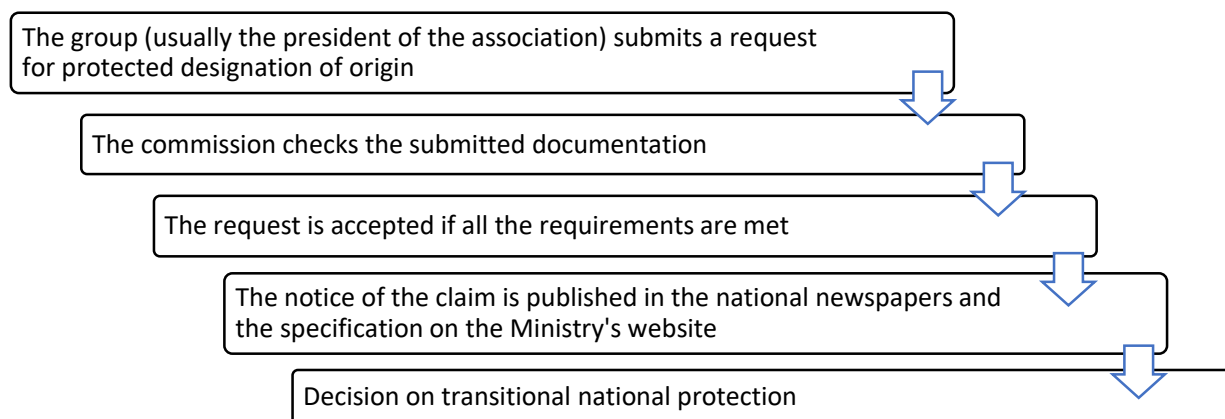 The group (usually the president of the association) submits a request
for protected designation of origin
The commission checks the submitted documentation
The request is accepted if all the requirements are met
The notice of the claim is published in the national newspapers and
the specification on the Ministry's website
Decision on transitional national protection